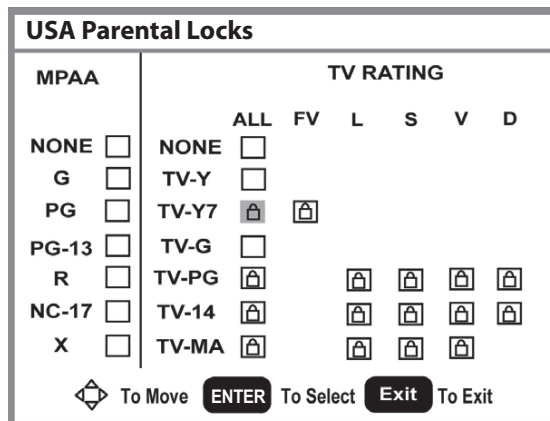 USA Parental Locks
MPAA TV RATING
ALL FV L S V D
NONE NONE
G TV-Y
PG TV-Y7
PG-13 TV-G
R TV-PG
NC-17 TV-14
X TV-MA
To Move ENTER To Select Exit To Exit